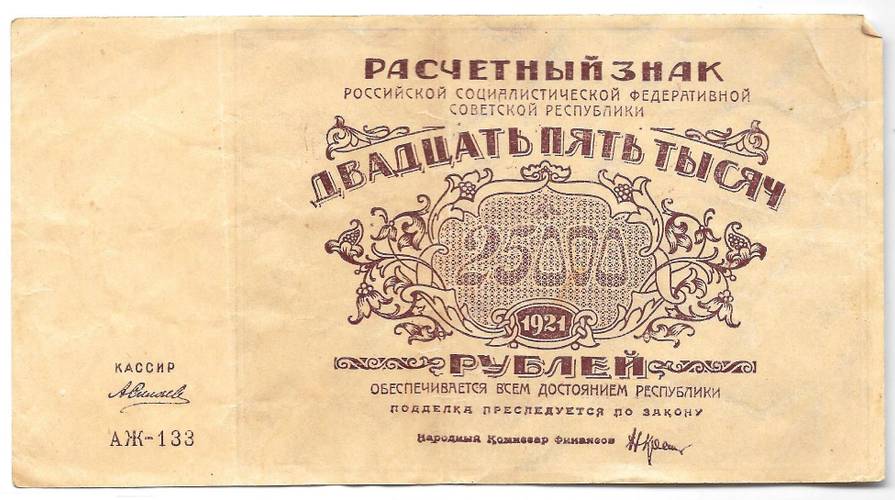 РАСЧЕТНЫЙ ЗНАК
РОССИЙСКОЙ СОЦИАЛИСТИЧЕСКОЙ ФЕДЕРАТИВНОЙ
СОВЕТСКОЙ РЕСПУБЛИКИ
ДВАДЦАТЬ ПЯТЬ ТЫСЯЧ
25000
1921
РУБЛЕЙ
ОБЕСПЕЧИВАЕТСЯ ВСЕМ ДОСТОЯНИЕМ РЕСПУБЛИКИ
ПОДДЕЛКА ПРЕСЛЕДУЕТСЯ ПО ЗАКОНУ
Народный Комиссар Финансов
КАССИР
АЖ-133